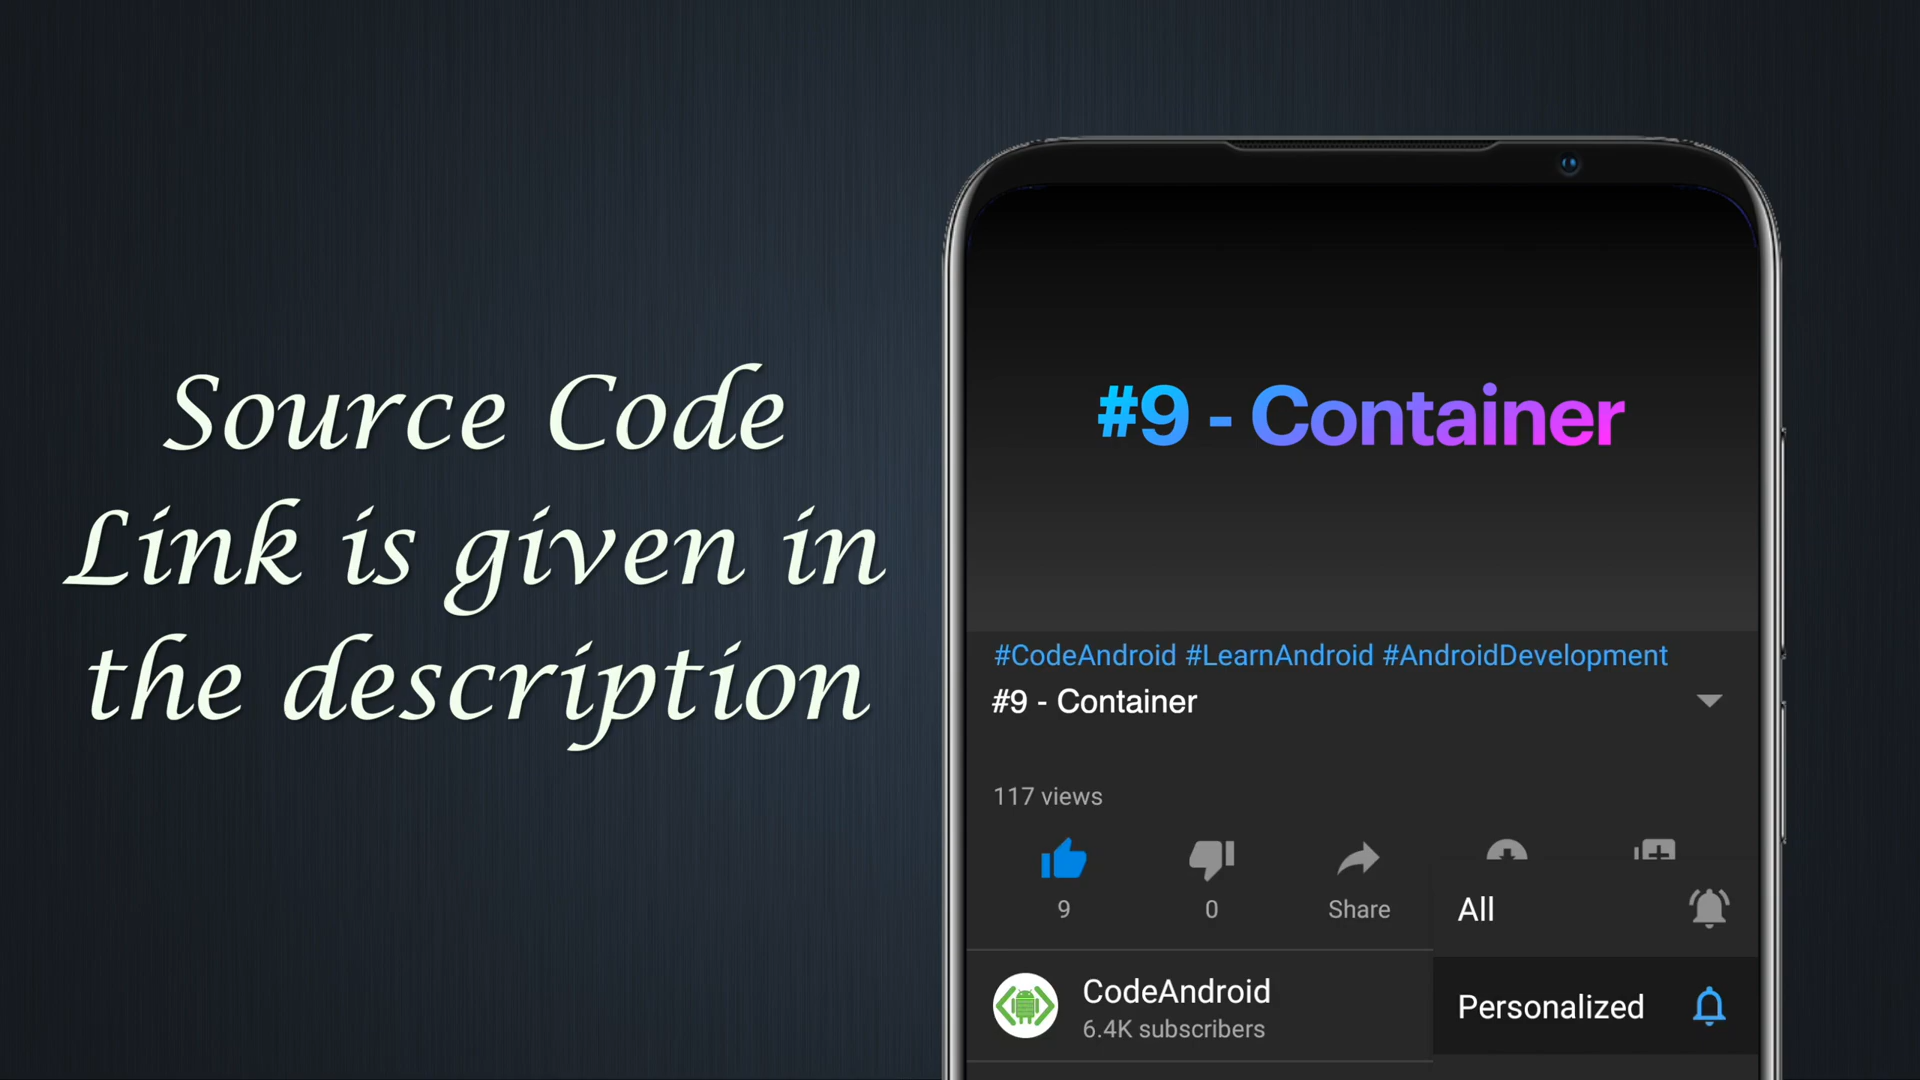 Source Code
Link is given in
the description
#9 - Container
#CodeAndroid #LearnAndroid #AndroidDevelopment
#9 - Container
117 views
9
0
Share
All
CodeAndroid
6.4K subscribers
Personalized